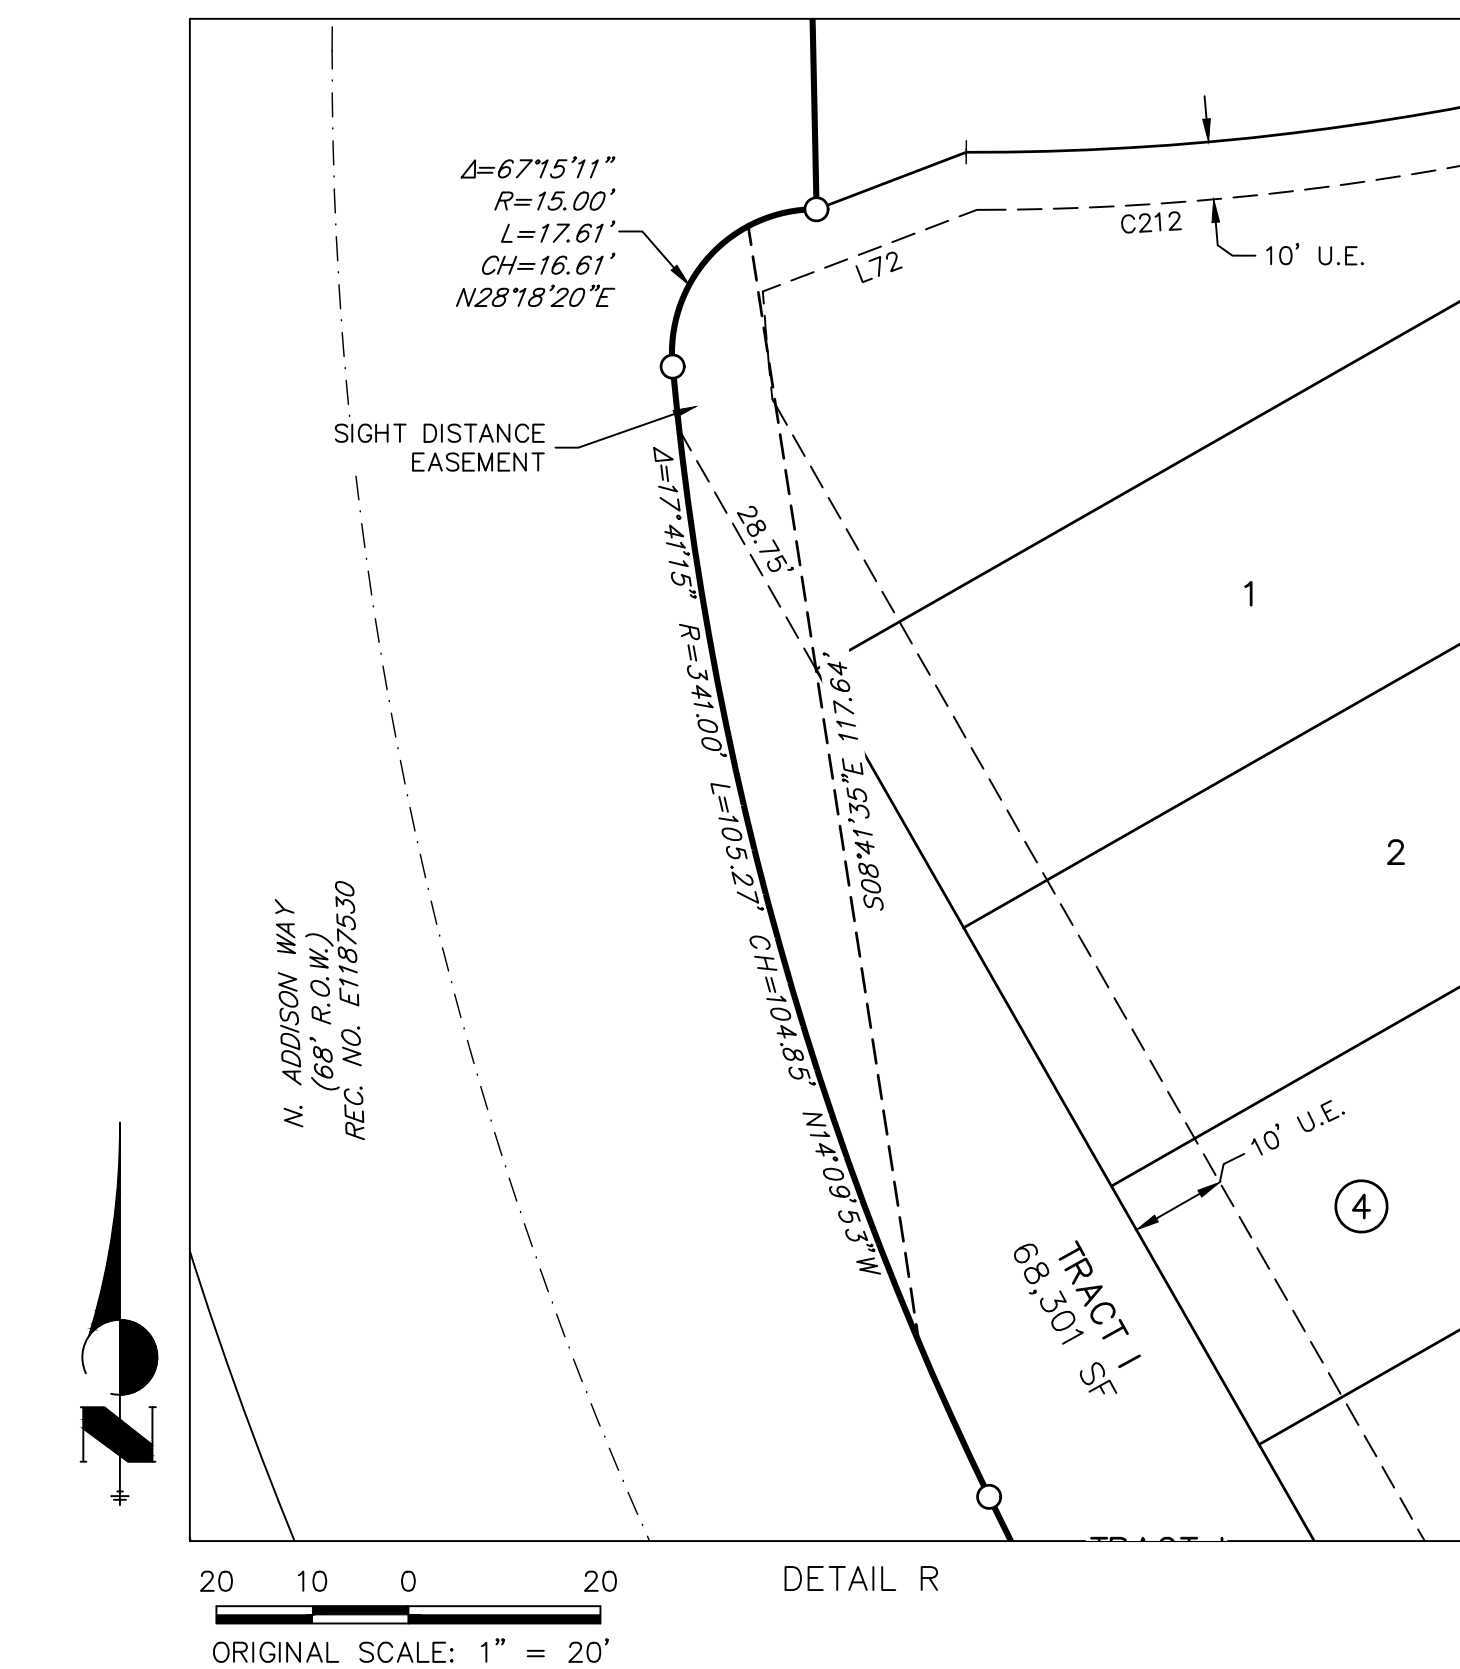 Δ=67°15'11"
R=15.00'
L=17.61'
CH=16.61'
N28°18'20"E
C212
10' U.E.
L72
SIGHT DISTANCE
EASEMENT
28.75'
Δ=17°41'15" R=341.00' L=105.27' CH=104.85' N14°09'53"W
S08°41'35"E 117.64'
1
2
N. ADDISON WAY
(68' R.O.W.)
REC. NO. E1187530
10' U.E.
4
TRACT I
68,301 SF
N
TRACT I
DETAIL R
20 10 0 20
ORIGINAL SCALE: 1" = 20'